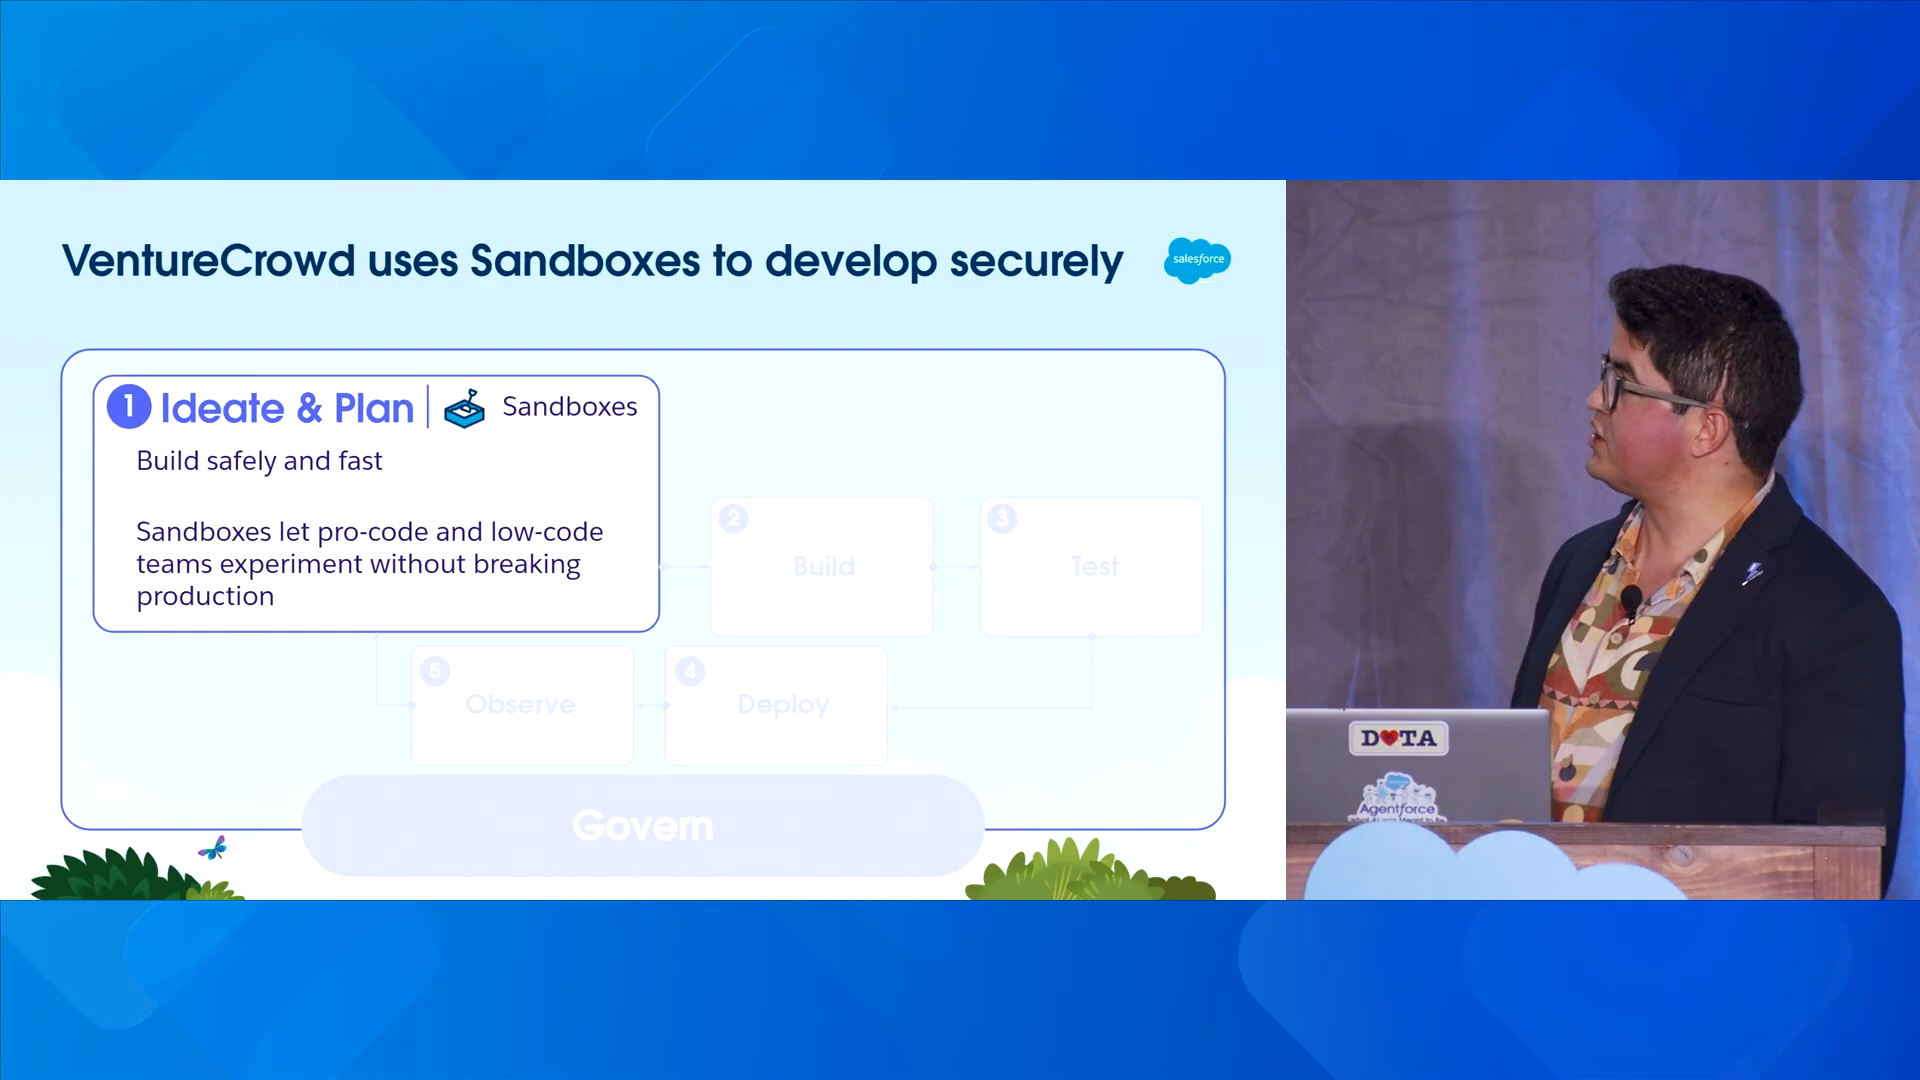 VentureCrowd uses Sandboxes to develop securely
salesforce
1 Ideate & Plan
Sandboxes
Build safely and fast
Sandboxes let pro-code and low-code
teams experiment without breaking
production
2
Build
3
Test
5
Observe
4
Deploy
Govern
D❤TA
salesforce
Agentforce